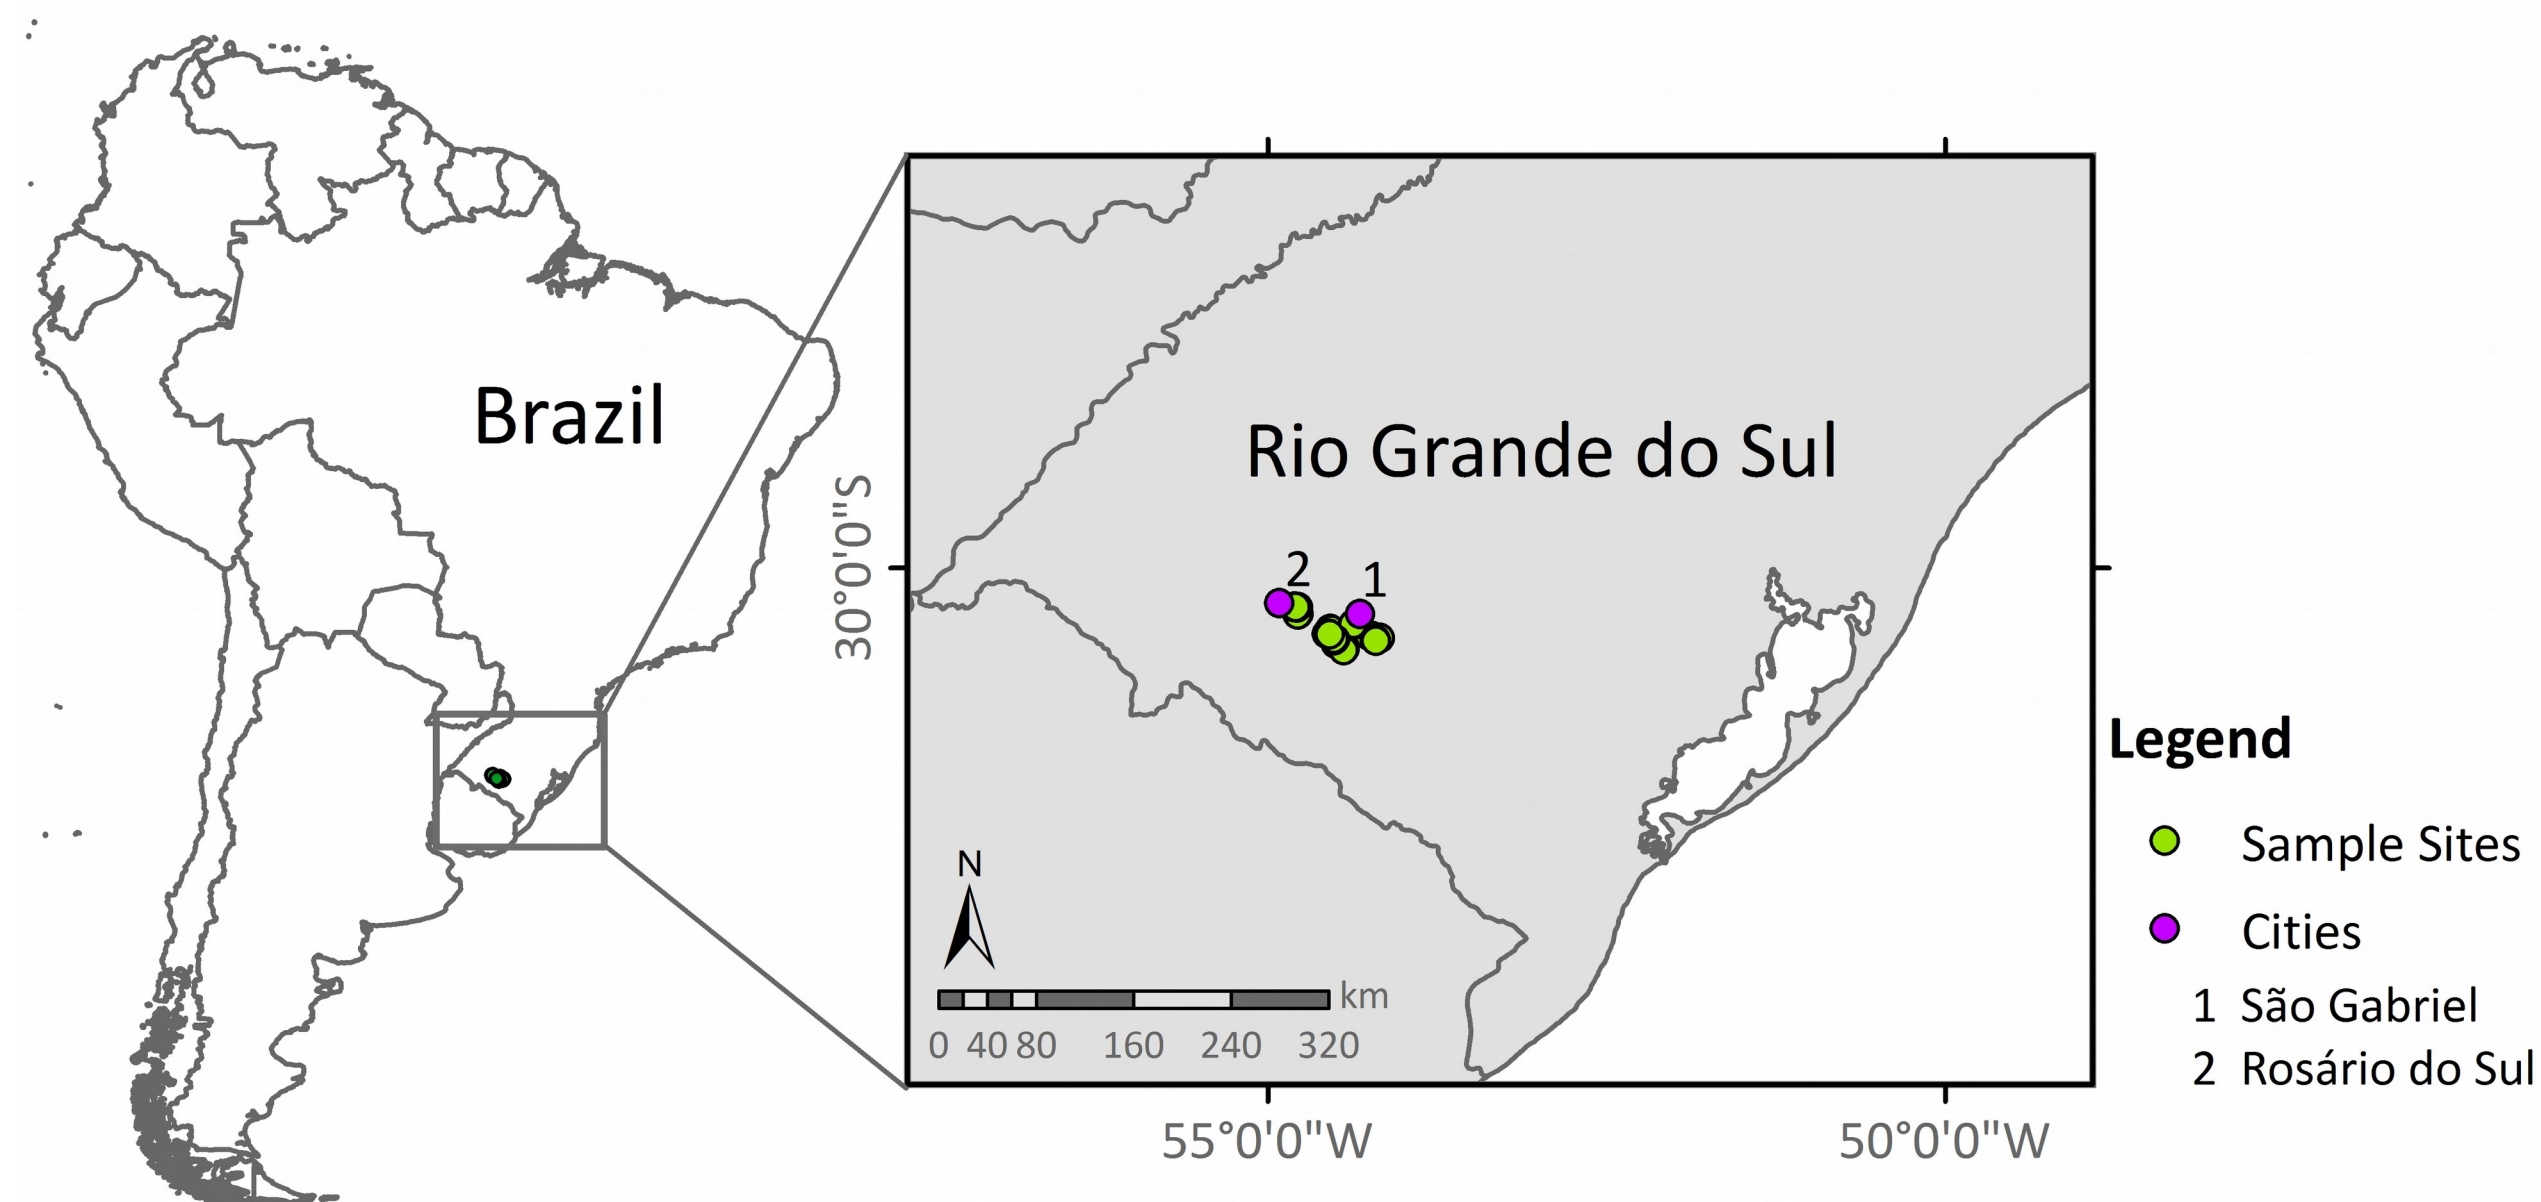 Brazil
Rio Grande do Sul
30°0'0"S
2
1
N
km
0 40 80 160 240 320
55°0'0"W
50°0'0"W
Legend
Sample Sites
Cities
1 São Gabriel
2 Rosário do Sul